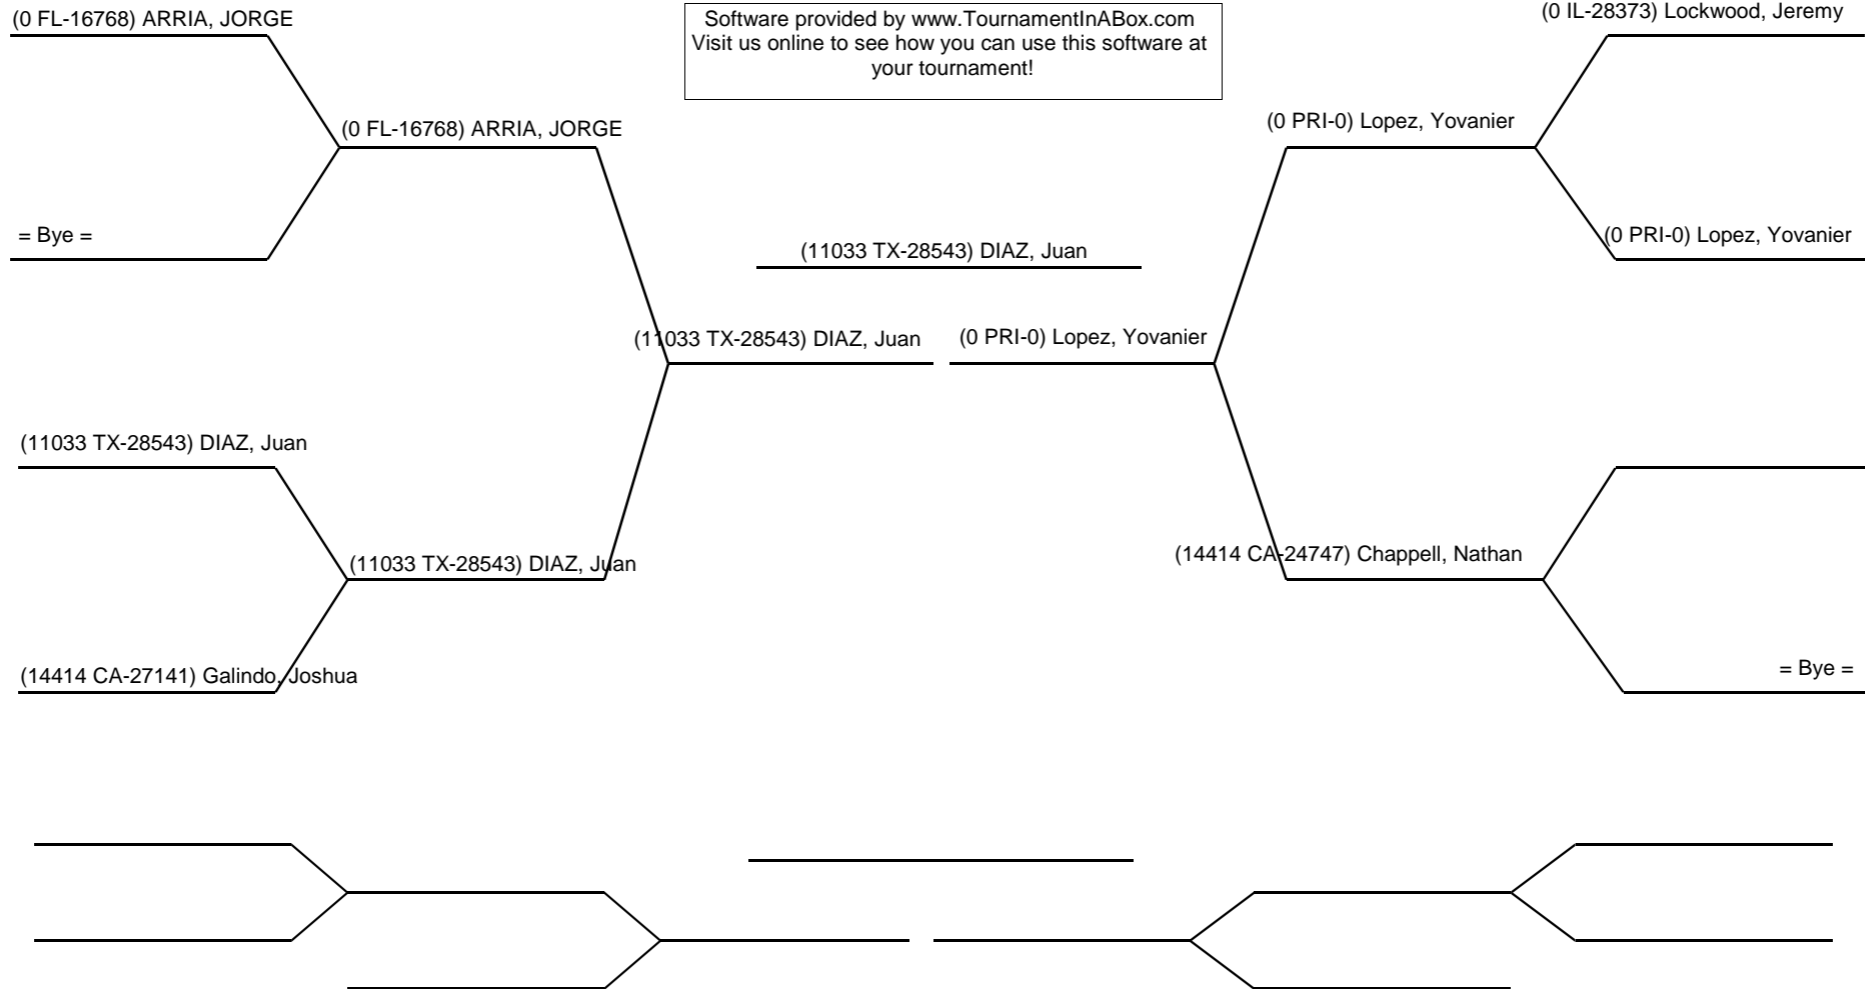 (0 FL-16768) ARRIA, JORGE
Software provided by www.TournamentInABox.com
Visit us online to see how you can use this software at
your tournament!
(0 IL-28373) Lockwood, Jeremy
(0 FL-16768) ARRIA, JORGE
(0 PRI-0) Lopez, Yovanier
= Bye =
(11033 TX-28543) DIAZ, Juan
(0 PRI-0) Lopez, Yovanier
(11033 TX-28543) DIAZ, Juan
(0 PRI-0) Lopez, Yovanier
(11033 TX-28543) DIAZ, Juan
(11033 TX-28543) DIAZ, Juan
(14414 CA-24747) Chappell, Nathan
(14414 CA-27141) Galindo, Joshua
= Bye =